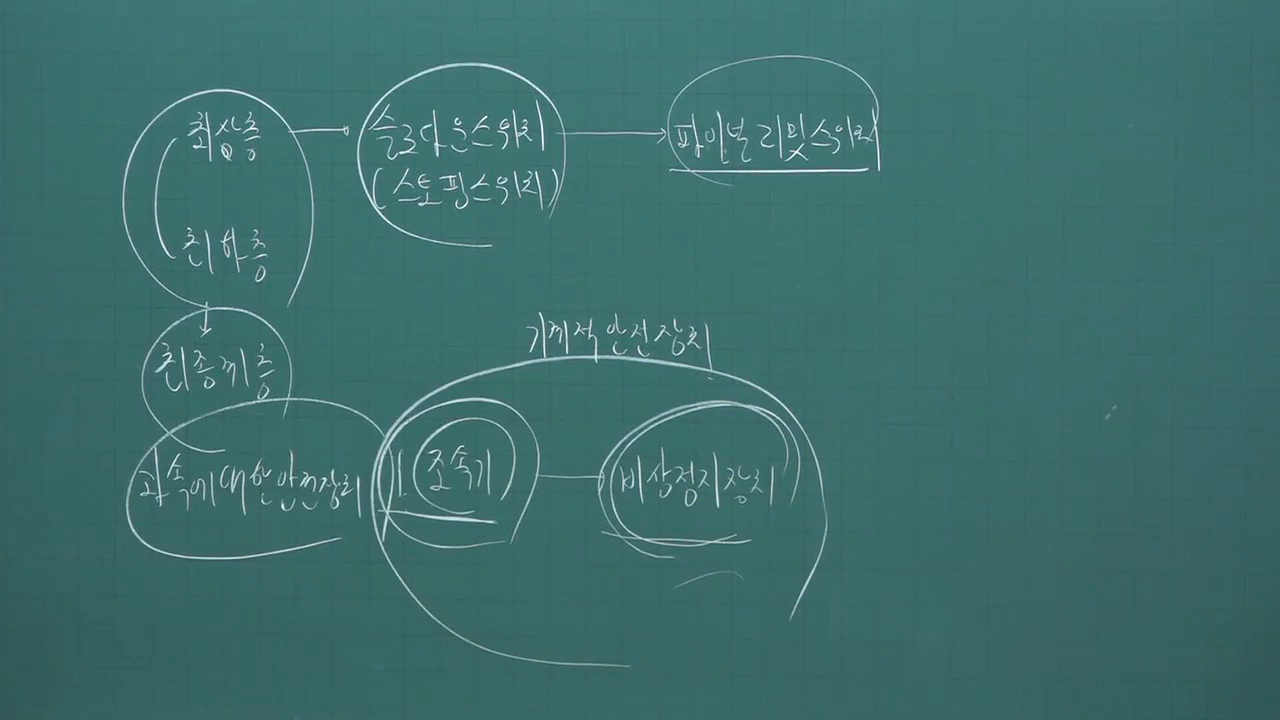 최상층
슬로다운스위치
(스토핑스위치)
파이널리밋스위치
최하층
최종계층
기계적안전장치
과속에대한안전장치
1. 조속기
비상정지장치